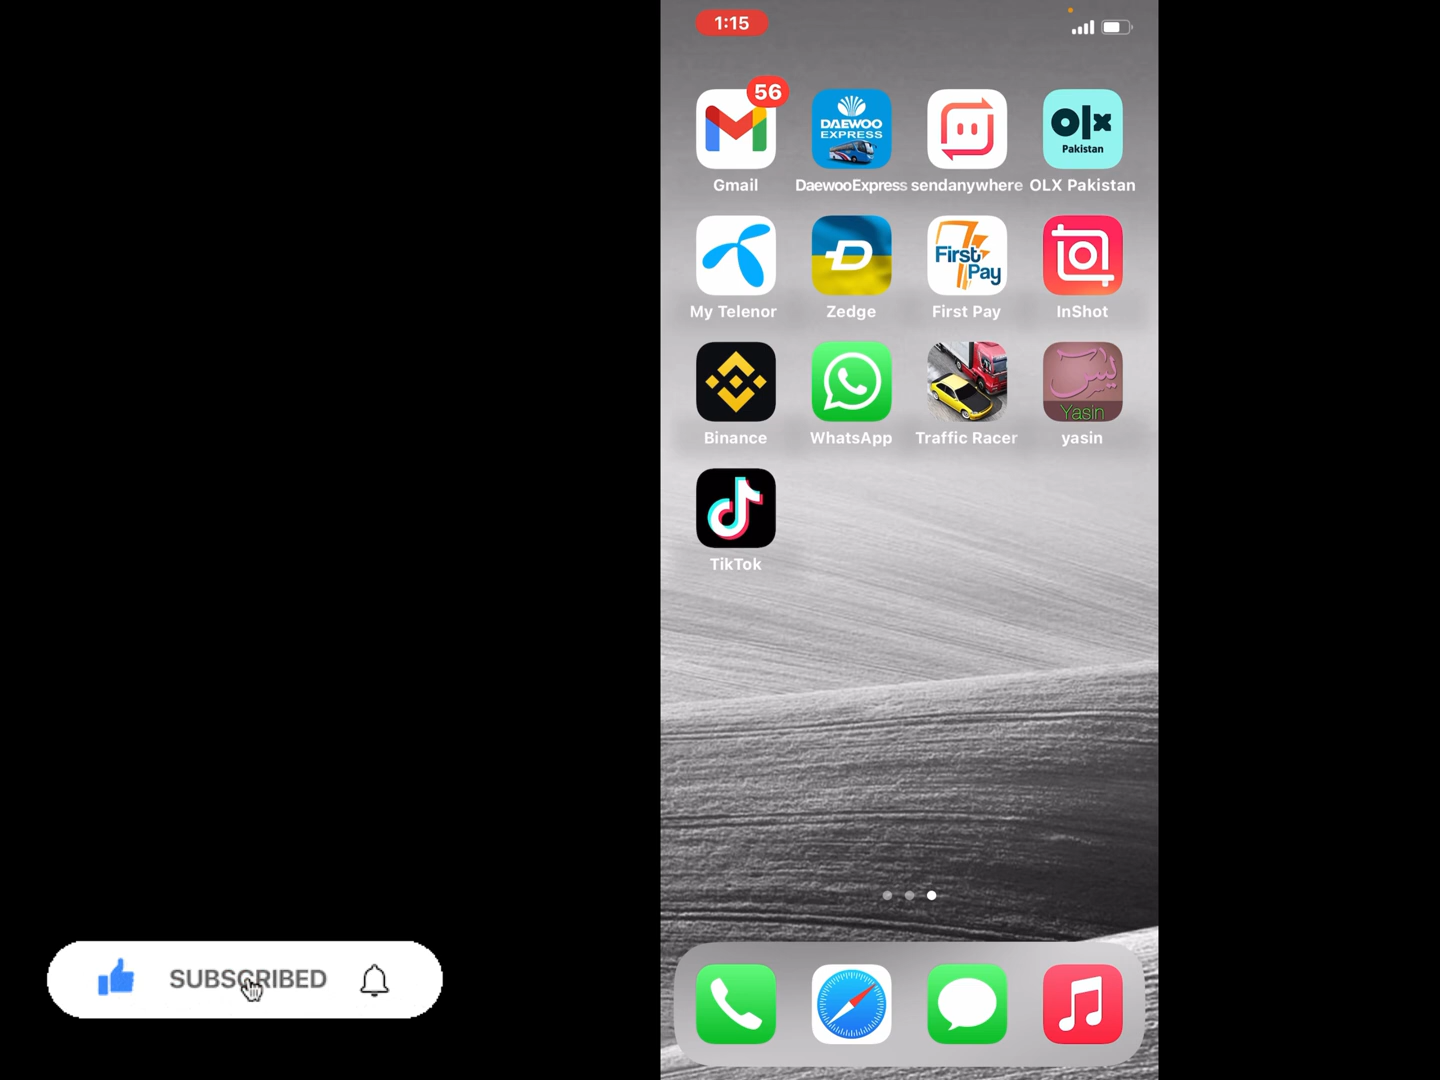 1:15
56
DAEWOO
EXPRESS
olx
Pakistan
Gmail
DaewooExpress
sendanywhere
OLX Pakistan
First
Pay
My Telenor
Zedge
First Pay
InShot
يس
Yasin
Binance
WhatsApp
Traffic Racer
yasin
TikTok
SUBSCRIBED